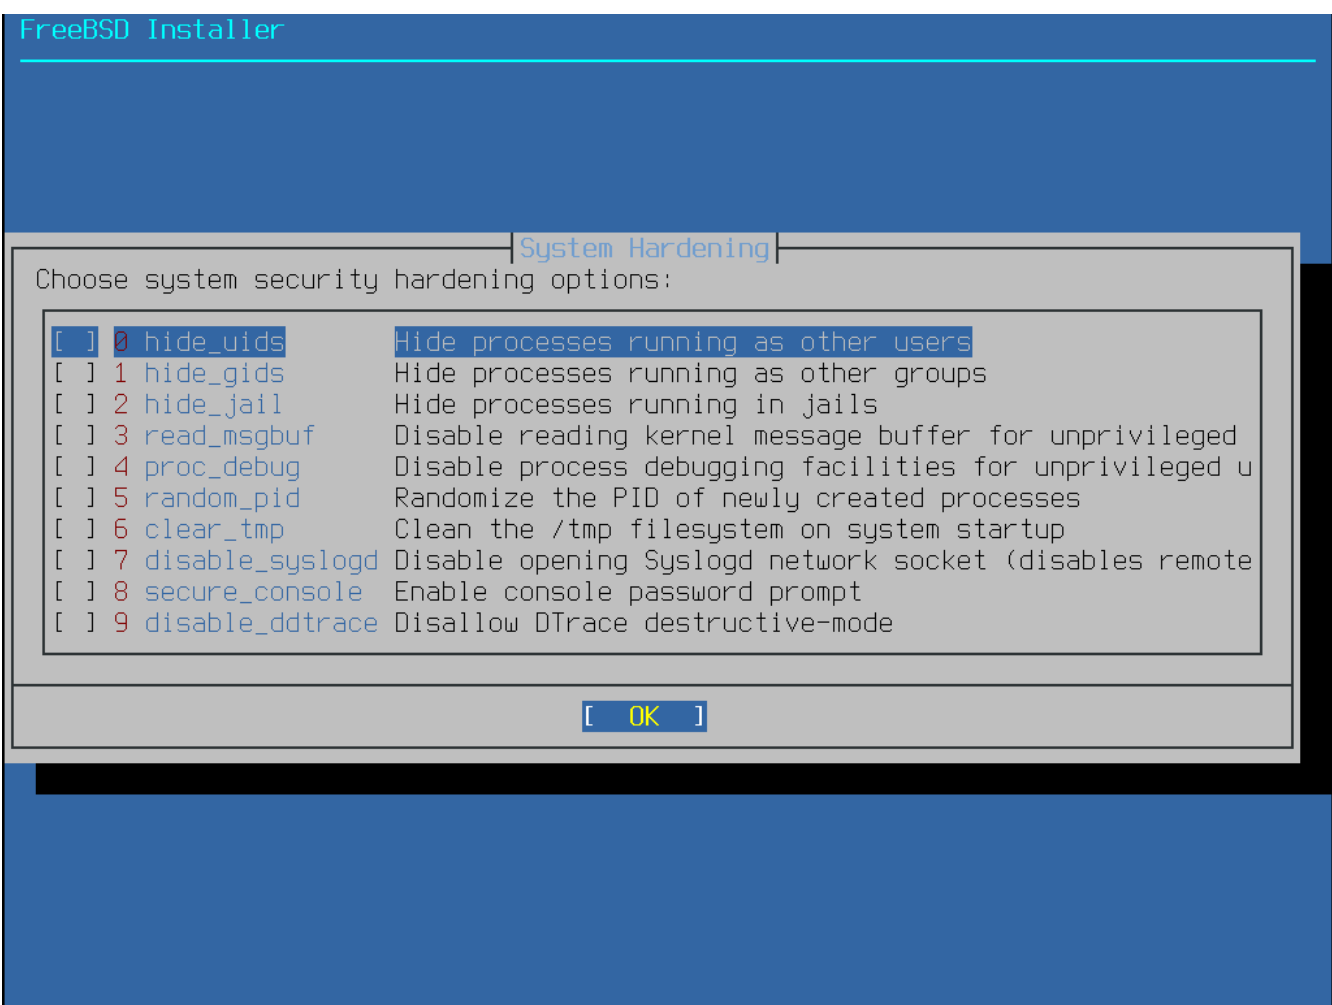 FreeBSD Installer
System Hardening
Choose system security hardening options:
[ ] 0 hide_uids Hide processes running as other users
[ ] 1 hide_gids Hide processes running as other groups
[ ] 2 hide_jail Hide processes running in jails
[ ] 3 read_msgbuf Disable reading kernel message buffer for unprivileged
[ ] 4 proc_debug Disable process debugging facilities for unprivileged u
[ ] 5 random_pid Randomize the PID of newly created processes
[ ] 6 clear_tmp Clean the /tmp filesystem on system startup
[ ] 7 disable_syslogd Disable opening Syslogd network socket (disables remote
[ ] 8 secure_console Enable console password prompt
[ ] 9 disable_ddtrace Disallow DTrace destructive-mode
[ OK ]